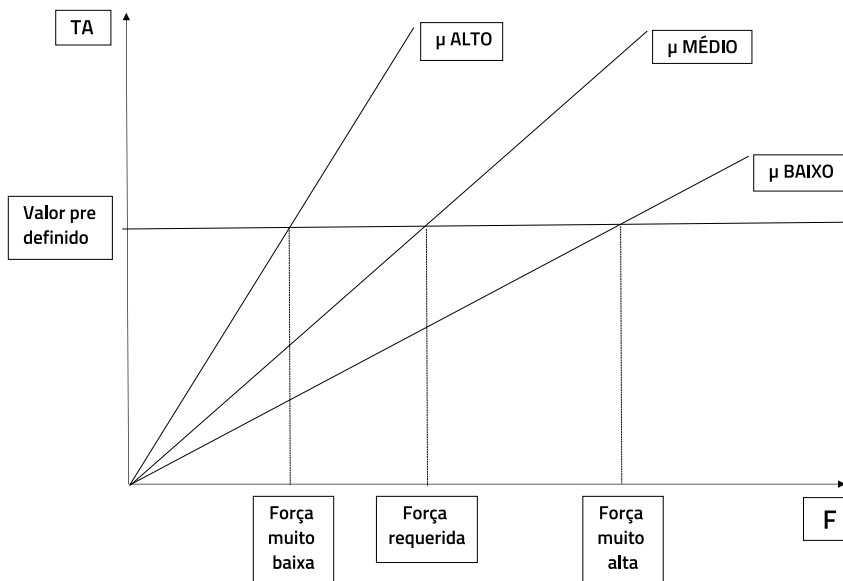 TA
µ ALTO
µ MÉDIO
µ BAIXO
Valor pre
definido
Força
muito
baixa
Força
requerida
Força
muito
alta
F